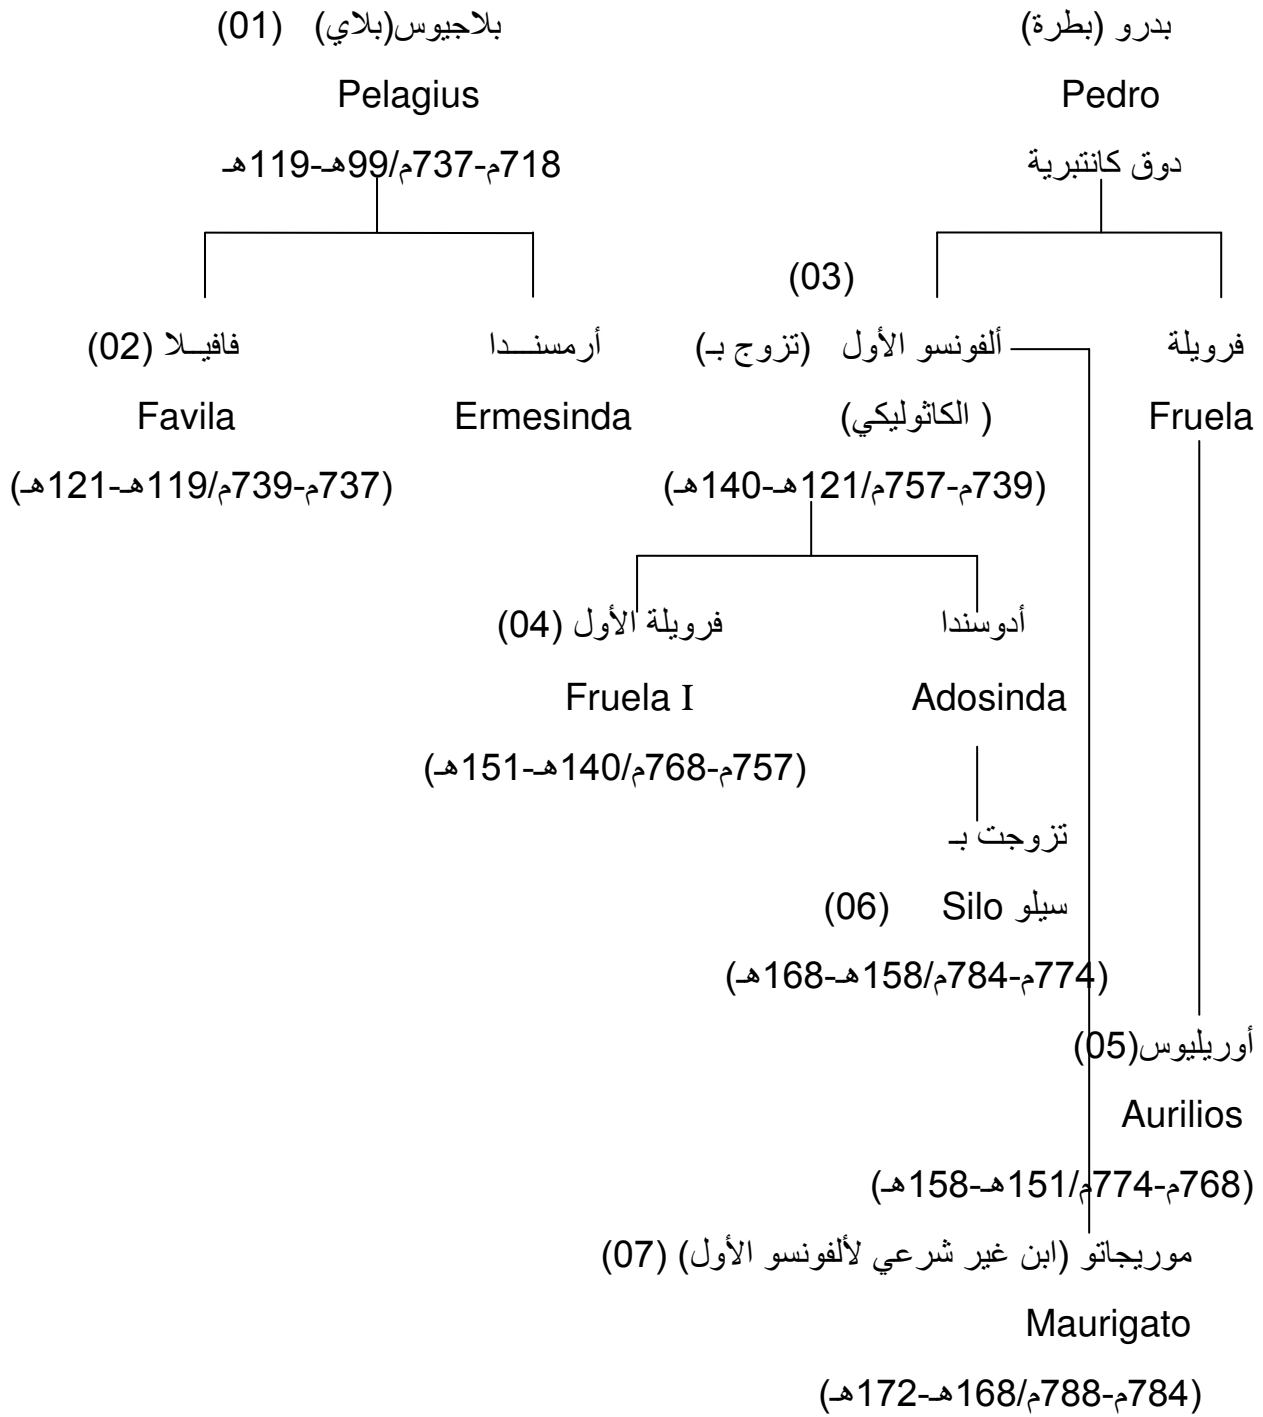 بدرو (بطرة) بلاجيوس(بلاي) (01)
Pedro Pelagius
دوق كانتبرية 718م-737م/99هـ-119هـ
(03)
فرويلة ألفونسو الأول (تزوج بـ) أرمسنـــدا فافيــلا (02)
Fruela ( الكاثوليكي) Ermesinda Favila
(739م-757م/121هـ-140هـ) (737م-739م/119هـ-121هـ)
أدوسندا فرويلة الأول (04)
Adosinda Fruela I
(757م-768م/140هـ-151هـ)
تزوجت بـ
سيلو Silo (06)
(774م-784م/158هـ-168هـ)
أوريليوس(05)
Aurilios
(768م-774م/151هـ-158هـ)
موريجاتو (ابن غير شرعي لألفونسو الأول) (07)
Maurigato
(784م-788م/168هـ-172هـ)